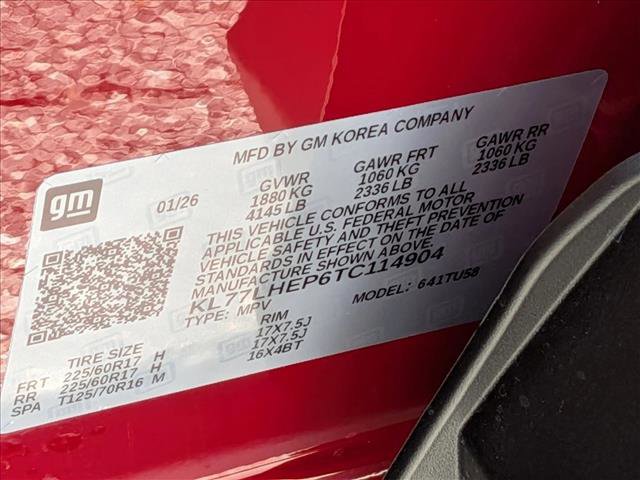 MFD BY GM KOREA COMPANY
gm
01/26
GVWR GAWR FRT GAWR RR
1880 KG 1060 KG 1060 KG
4145 LB 2336 LB 2336 LB
THIS VEHICLE CONFORMS TO ALL
APPLICABLE U.S. FEDERAL MOTOR
VEHICLE SAFETY AND THEFT PREVENTION
STANDARDS IN EFFECT ON THE DATE OF
MANUFACTURE SHOWN ABOVE.
KL77LHEP6TC114904
TYPE: MPV MODEL: 641TU58
TIRE SIZE RIM
FRT 225/60R17 H 17X7.5J
RR 225/60R17 H 17X7.5J
SPA T125/70R16 M 16X4BT